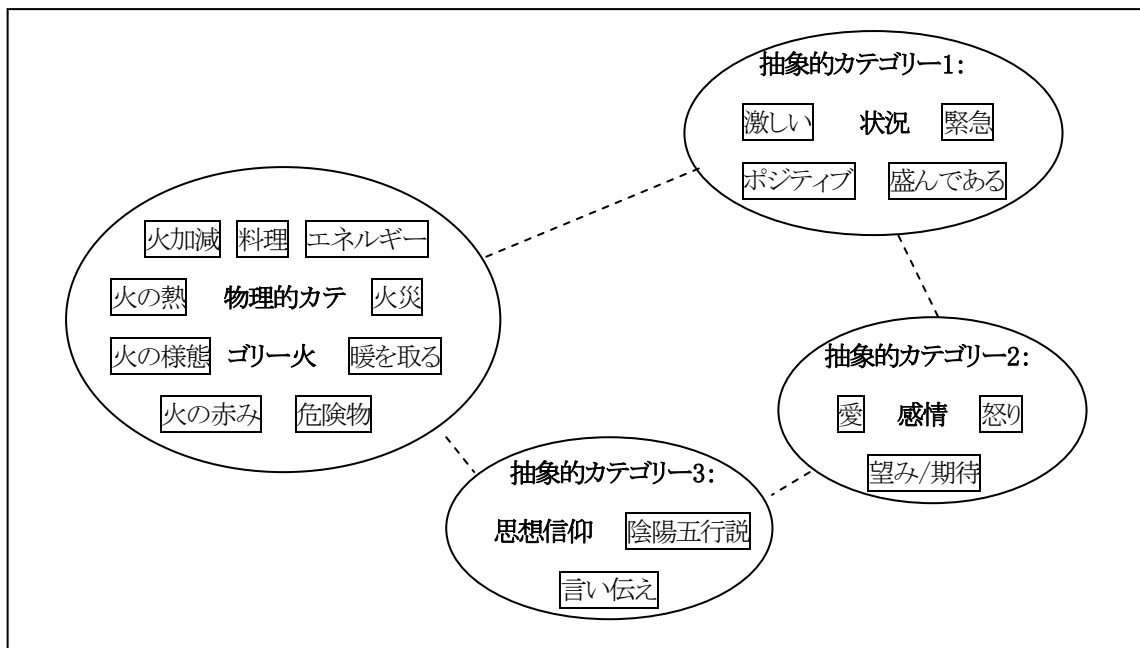 抽象的カテゴリー1:
激しい 状況 緊急
ポジティブ 盛んである
火加減 料理 エネルギー
火の熱 物理的カテ 火災
火の様態 ゴリー火 暖を取る
火の赤み 危険物
抽象的カテゴリー2:
愛 感情 怒り
望み/期待
抽象的カテゴリー3:
思想信仰 陰陽五行説
言い伝え